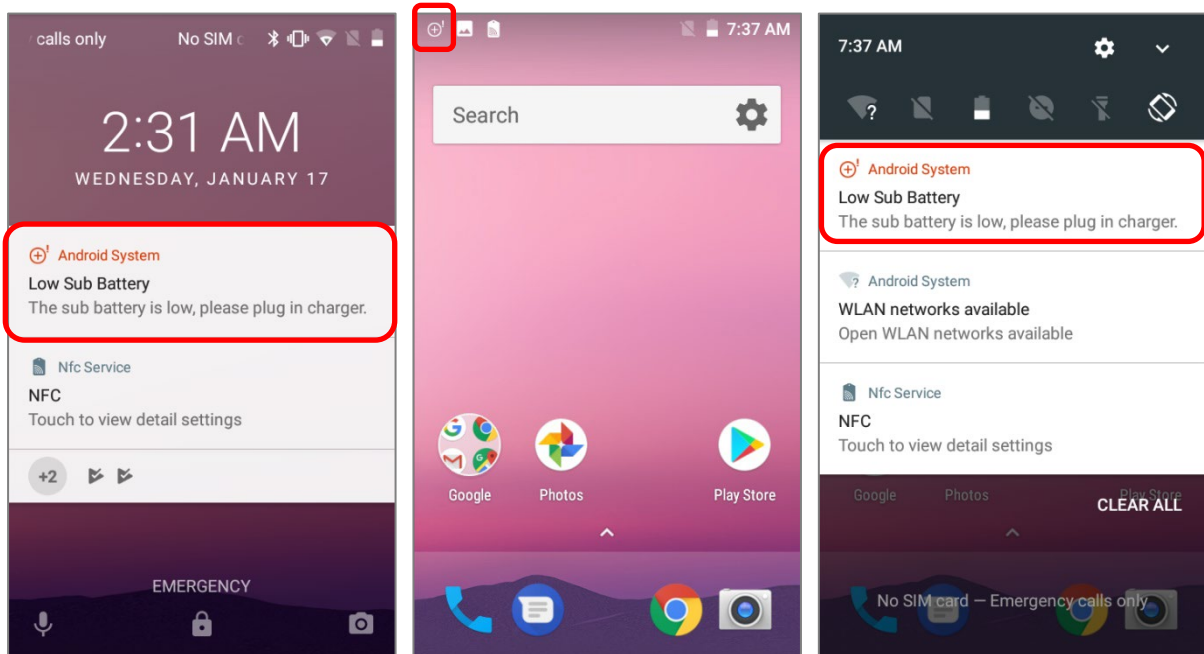 calls only No SIM
2:31 AM
WEDNESDAY, JANUARY 17
Android System
Low Sub Battery
The sub battery is low, please plug in charger.
Nfc Service
NFC
Touch to view detail settings
+2
EMERGENCY
7:37 AM
Search
Google Photos Play Store
7:37 AM
Android System
Low Sub Battery
The sub battery is low, please plug in charger.
Android System
WLAN networks available
Open WLAN networks available
Nfc Service
NFC
Touch to view detail settings
Google Photos Play Store
CLEAR ALL
No SIM card — Emergency calls only